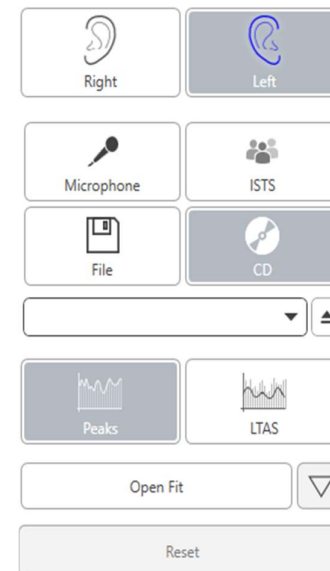 Right Left
Microphone ISTS
File CD
Peaks LTAS
Open Fit
Reset